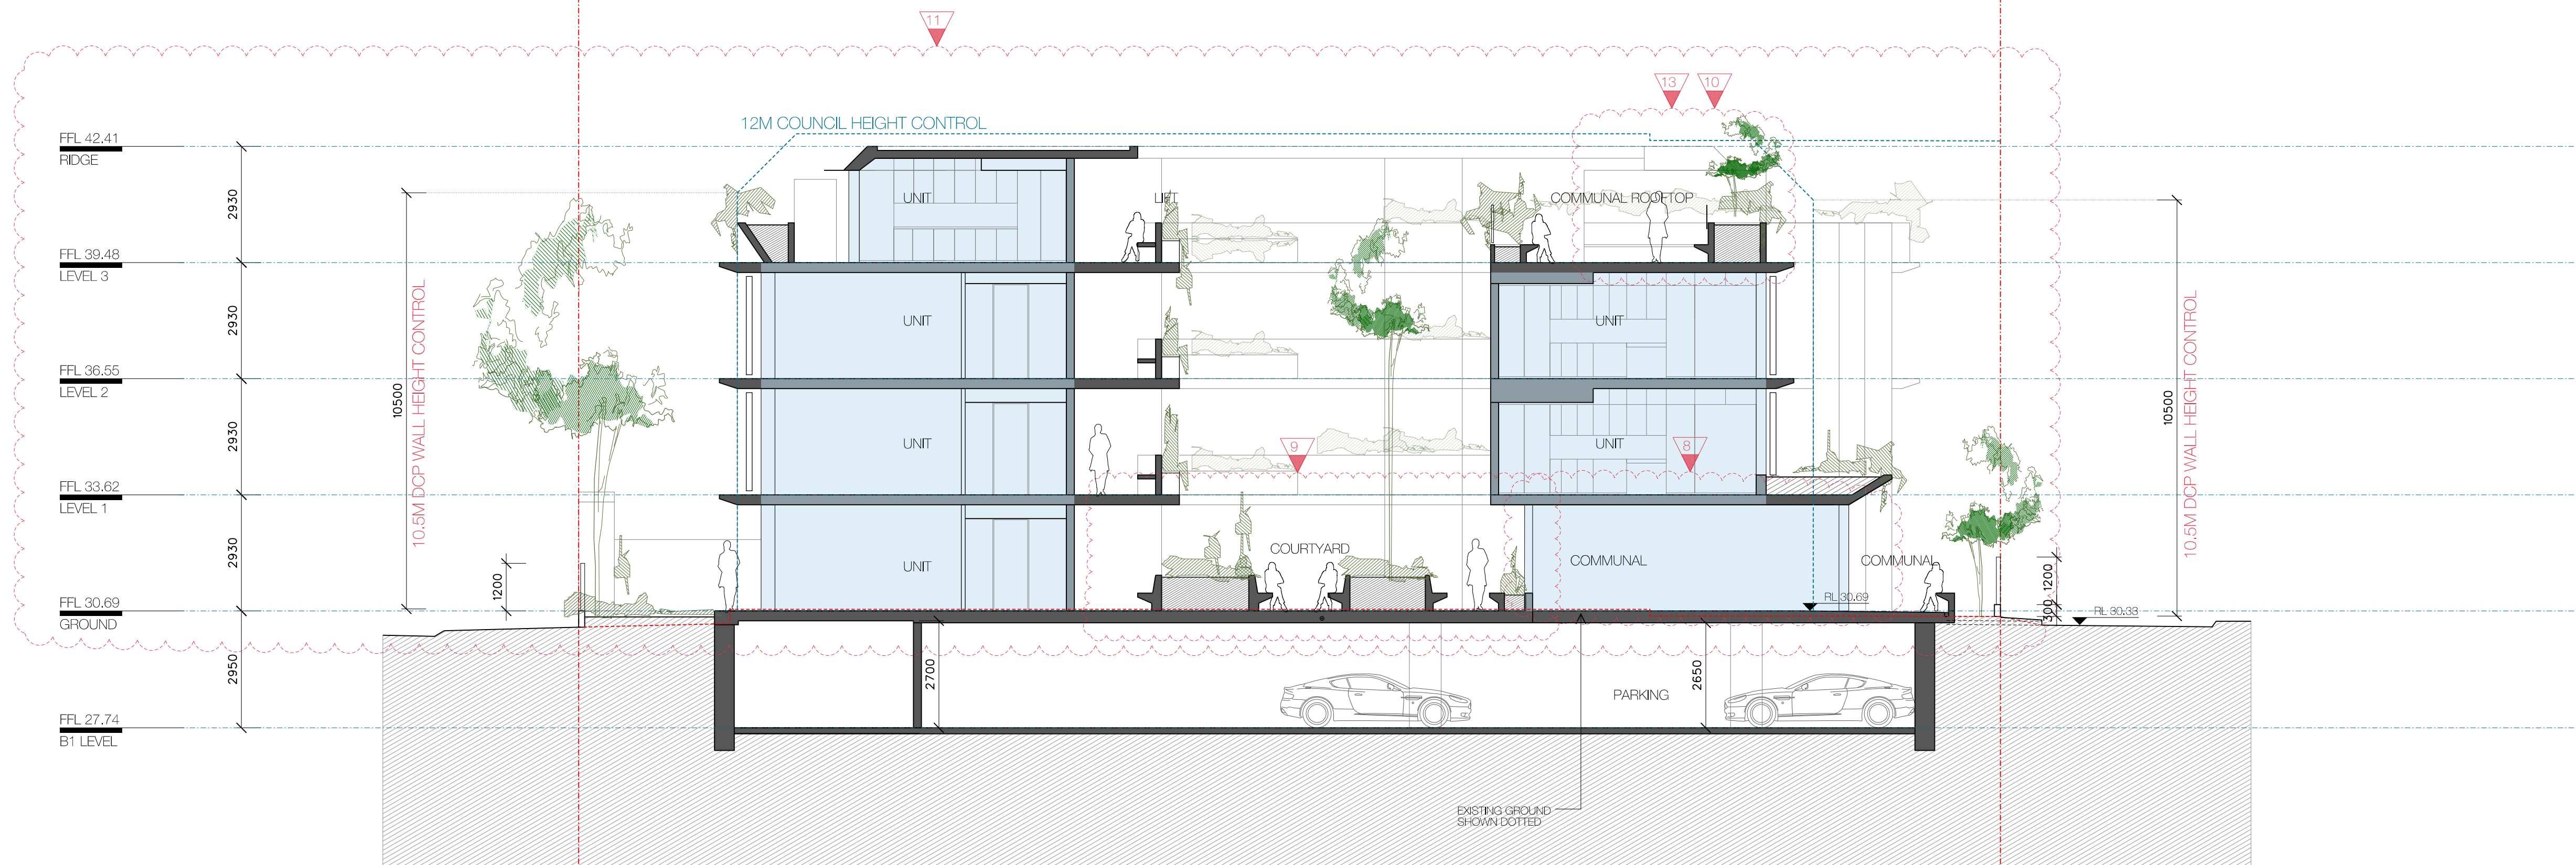 11
13
10
12M COUNCIL HEIGHT CONTROL
FFL 42.41
RIDGE
2930
UNIT
LIFT
COMMUNAL ROOFTOP
FFL 39.48
LEVEL 3
2930
UNIT
UNIT
10.5M DCP WALL HEIGHT CONTROL
10500
10500
10.5M DCP WALL HEIGHT CONTROL
FFL 36.55
LEVEL 2
2930
UNIT
UNIT
9
8
FFL 33.62
LEVEL 1
2930
COURTYARD
UNIT
COMMUNAL
COMMUNAL
1200
1200
300
RL 30.69
RL 30.33
FFL 30.69
GROUND
2950
2700
2650
PARKING
FFL 27.74
B1 LEVEL
EXISTING GROUND
SHOWN DOTTED